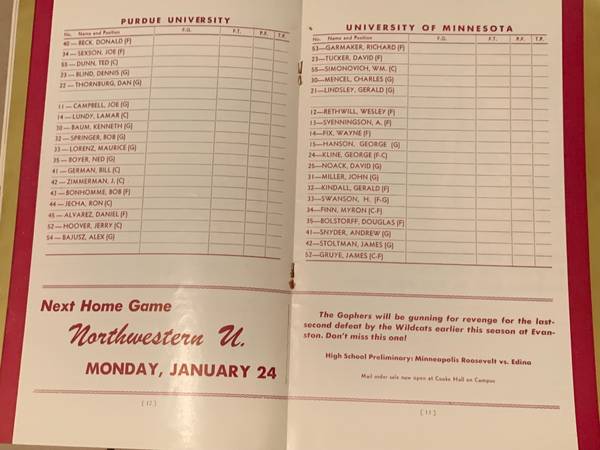 PURDUE UNIVERSITY
No. Name and Position F.G. F.T. P.F. T.P.
40 — BECK, DONALD (F)
34 — SEXSON, JOE (F)
55 — DUNN, TED (C)
23 — BLIND, DENNIS (G)
22 — THORNBURG, DAN (G)
11 — CAMPBELL, JOE (G)
14 — LUNDY, LAMAR (C)
30 — BAUM, KENNETH (G)
32 — SPRINGER, BOB (G)
33 — LORENZ, MAURICE (G)
35 — BOYER, NED (G)
41 — GERMAN, BILL (C)
42 — ZIMMERMAN, J. (C)
43 — BONHOMME, BOB (F)
44 — JECHA, RON (C)
45 — ALVAREZ, DANIEL (F)
52 — HOOVER, JERRY (C)
54 — BAJUSZ, ALEX (G)
Next Home Game
Northwestern U.
MONDAY, JANUARY 24
(12)
UNIVERSITY OF MINNESOTA
No. Name and Position F.G. F.T. P.F. T.P.
53—GARMAKER, RICHARD (F)
23—TUCKER, DAVID (F)
55—SIMONOVICH, WM. (C)
30—MENCEL, CHARLES (G)
21—LINDSLEY, GERALD (G)
12—RETHWILL, WESLEY (F)
13—SVENNINGSON, A. (F)
14—FIX, WAYNE (F)
15—HANSON, GEORGE (G)
24—KLINE, GEORGE (F-C)
25—NOACK, DAVID (G)
31—MILLER, JOHN (G)
32—KINDALL, GERALD (F)
33—SWANSON, H. (F-G)
34—FINN, MYRON (C-F)
35—BOLSTORFF, DOUGLAS (F)
41—SNYDER, ANDREW (G)
42—STOLTMAN, JAMES (G)
52—GRUYE, JAMES (C-F)
The Gophers will be gunning for revenge for the last-
second defeat by the Wildcats earlier this season at Evan-
ston. Don't miss this one!
High School Preliminary: Minneapolis Roosevelt vs. Edina
Mail order sale now open at Cooke Hall on Campus
(13)